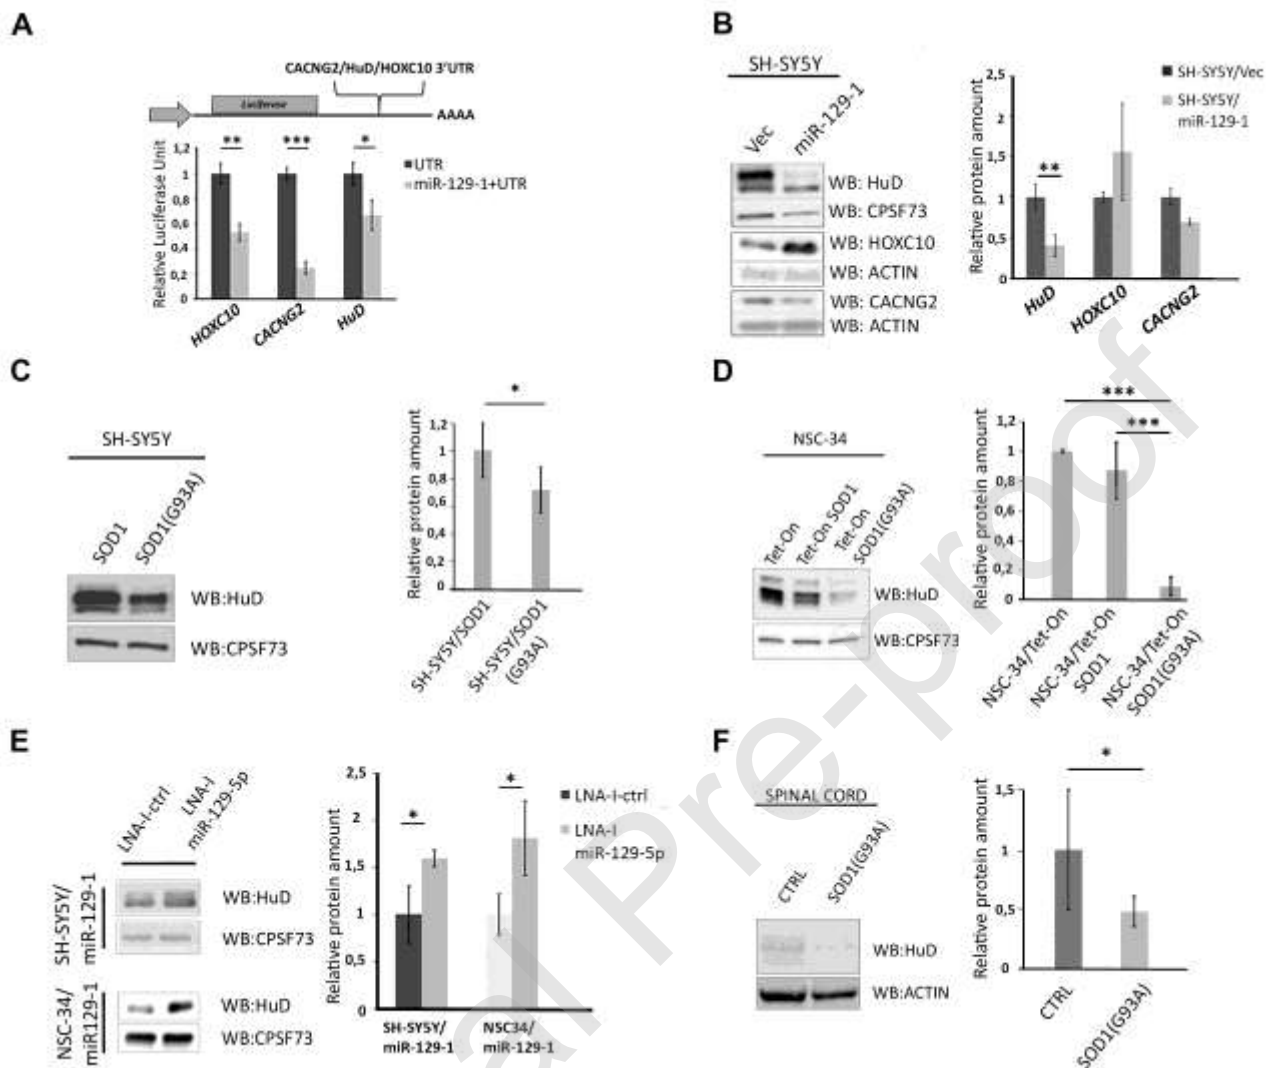 A
CACNG2/HuD/HOXC10 3'UTR
Luciferase
AAAA
Relative Luciferase Unit
1,2
1
0,8
0,6
0,4
0,2
0
**
***
*
UTR
miR-129-1+UTR
HOXC10
CACNG2
HuD
B
SH-SY5Y
Vec
miR-129-1
WB: HuD
WB: CPSF73
WB: HOXC10
WB: ACTIN
WB: CACNG2
WB: ACTIN
Relative protein amount
2,5
2
1,5
1
0,5
0
**
SH-SY5Y/Vec
SH-SY5Y/
miR-129-1
HuD
HOXC10
CACNG2
C
SH-SY5Y
SOD1
SOD1(G93A)
WB:HuD
WB:CPSF73
Relative protein amount
1,2
1
0,8
0,6
0,4
0,2
0
*
SH-SY5Y/SOD1
SH-SY5Y/SOD1
(G93A)
D
NSC-34
Tet-On
Tet-On SOD1
Tet-On
SOD1(G93A)
WB:HuD
WB:CPSF73
Relative protein amount
1,2
1
0,8
0,6
0,4
0,2
0
***
***
NSC-34/Tet-On
NSC-34/Tet-On
SOD1
NSC-34/Tet-On
SOD1(G93A)
E
LNA-I-ctrl
LNA-I
miR-129-5p
SH-SY5Y/
miR-129-1
WB:HuD
WB:CPSF73
NSC-34/
miR129-1
WB:HuD
WB:CPSF73
Relative protein amount
2,5
2
1,5
1
0,5
0
*
*
LNA-I-ctrl
LNA-I
miR-129-5p
SH-SY5Y/
miR-129-1
NSC34/
miR-129-1
F
SPINAL CORD
CTRL
SOD1(G93A)
WB:HuD
WB:ACTIN
Relative protein amount
1,5
1
0,5
0
*
CTRL
SOD1(G93A)
al Pre-proof